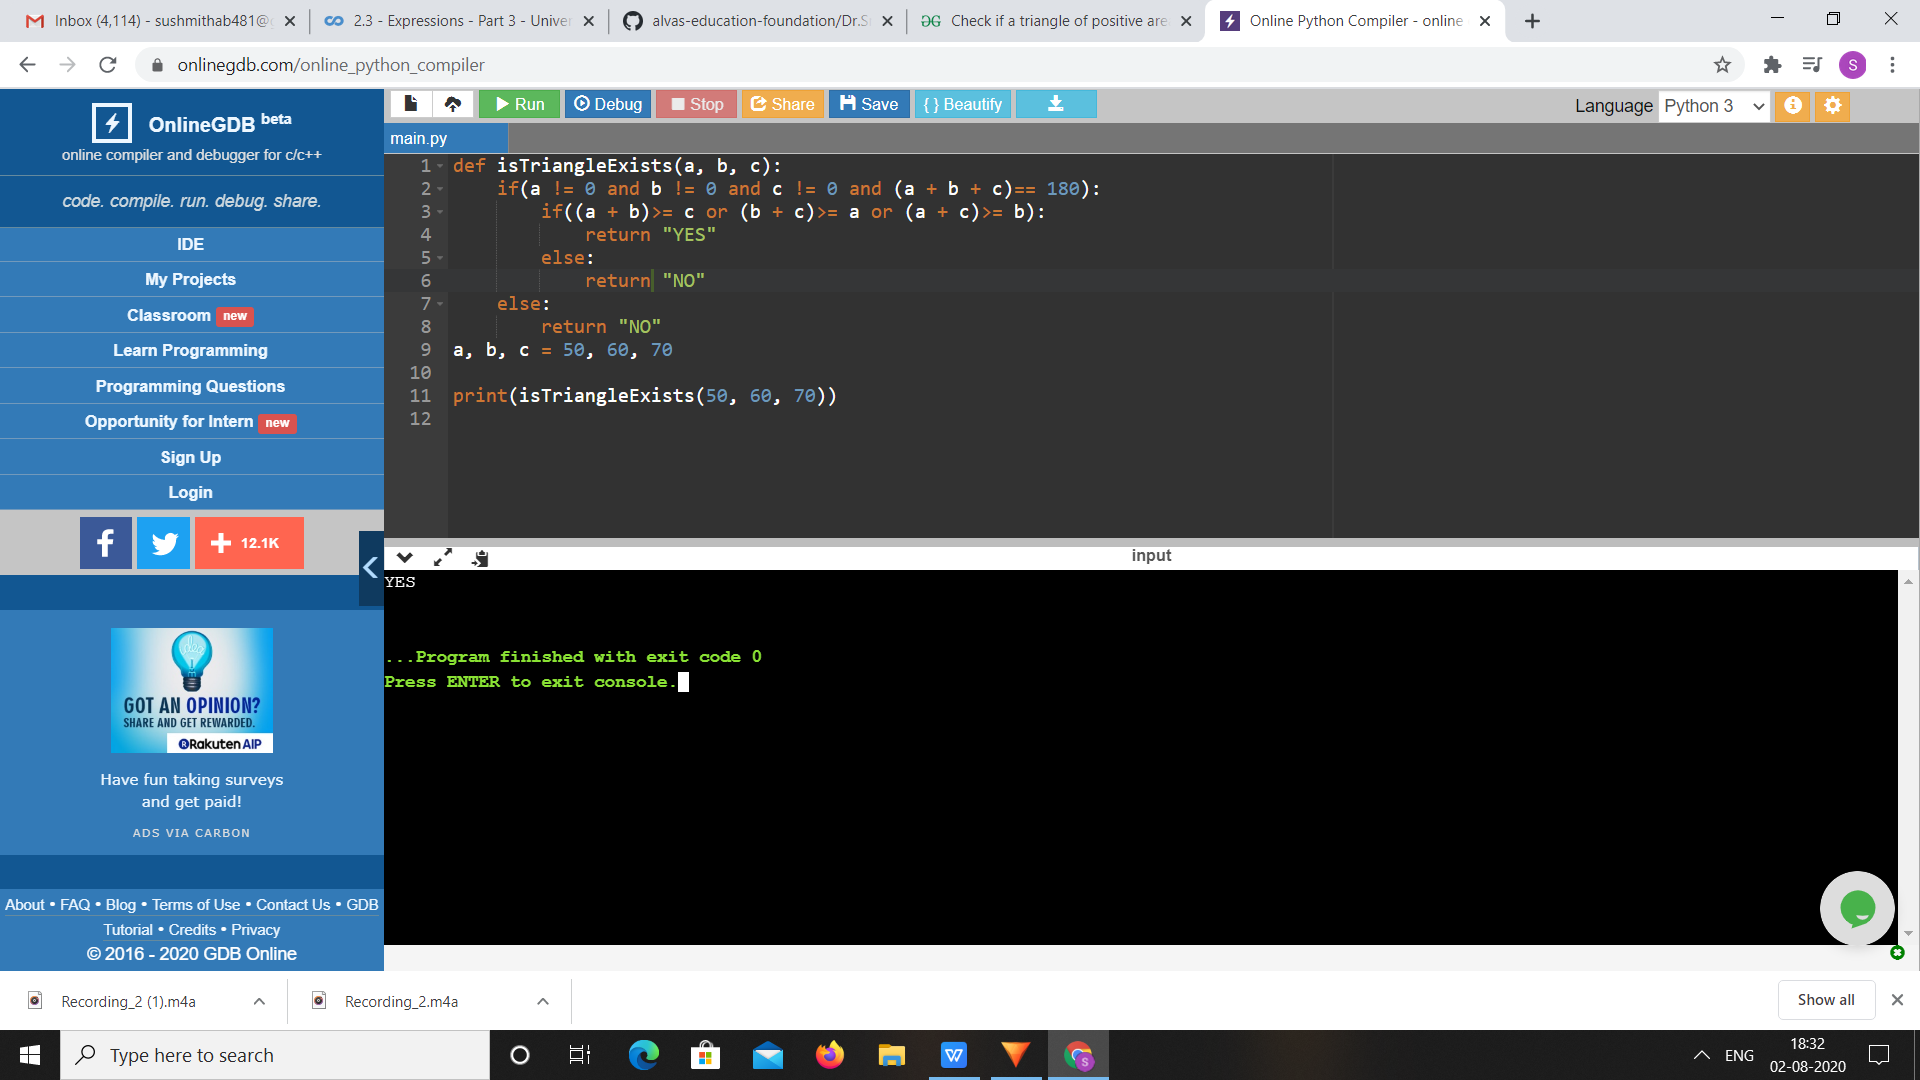 Inbox (4,114) - sushmithab481@g
2.3 - Expressions - Part 3 - Univer
alvas-education-foundation/Dr.S
Check if a triangle of positive are
Online Python Compiler - online
onlinegdb.com/online_python_compiler
S
OnlineGDB beta
online compiler and debugger for c/c++
code. compile. run. debug. share.
IDE
My Projects
Classroom new
Learn Programming
Programming Questions
Opportunity for Intern new
Sign Up
Login
f
12.1K
GOT AN OPINION?
SHARE AND GET REWARDED.
Rakuten AIP
Have fun taking surveys
and get paid!
ADS VIA CARBON
About • FAQ • Blog • Terms of Use • Contact Us • GDB
Tutorial • Credits • Privacy
© 2016 - 2020 GDB Online
Run Debug Stop Share Save { } Beautify
Language Python 3
main.py
1 def isTriangleExists(a, b, c):
2 if(a != 0 and b != 0 and c != 0 and (a + b + c)== 180):
3 if((a + b)>= c or (b + c)>= a or (a + c)>= b):
4 return "YES"
5 else:
6 return "NO"
7 else:
8 return "NO"
9 a, b, c = 50, 60, 70
10
11 print(isTriangleExists(50, 60, 70))
12
input
YES
...Program finished with exit code 0
Press ENTER to exit console.
Recording_2 (1).m4a
Recording_2.m4a
Show all
Type here to search
W
S
ENG
18:32
02-08-2020